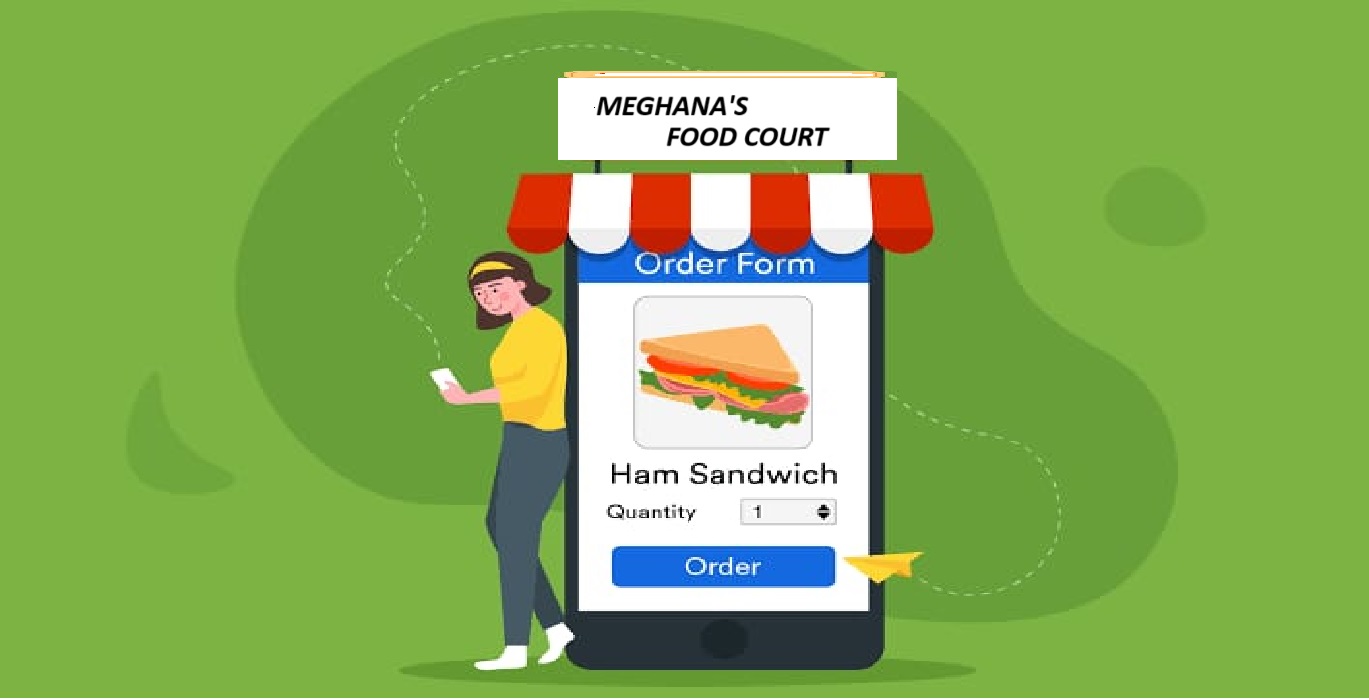 MEGHANA'S
FOOD COURT
Order Form
Ham Sandwich
Quantity 1
Order